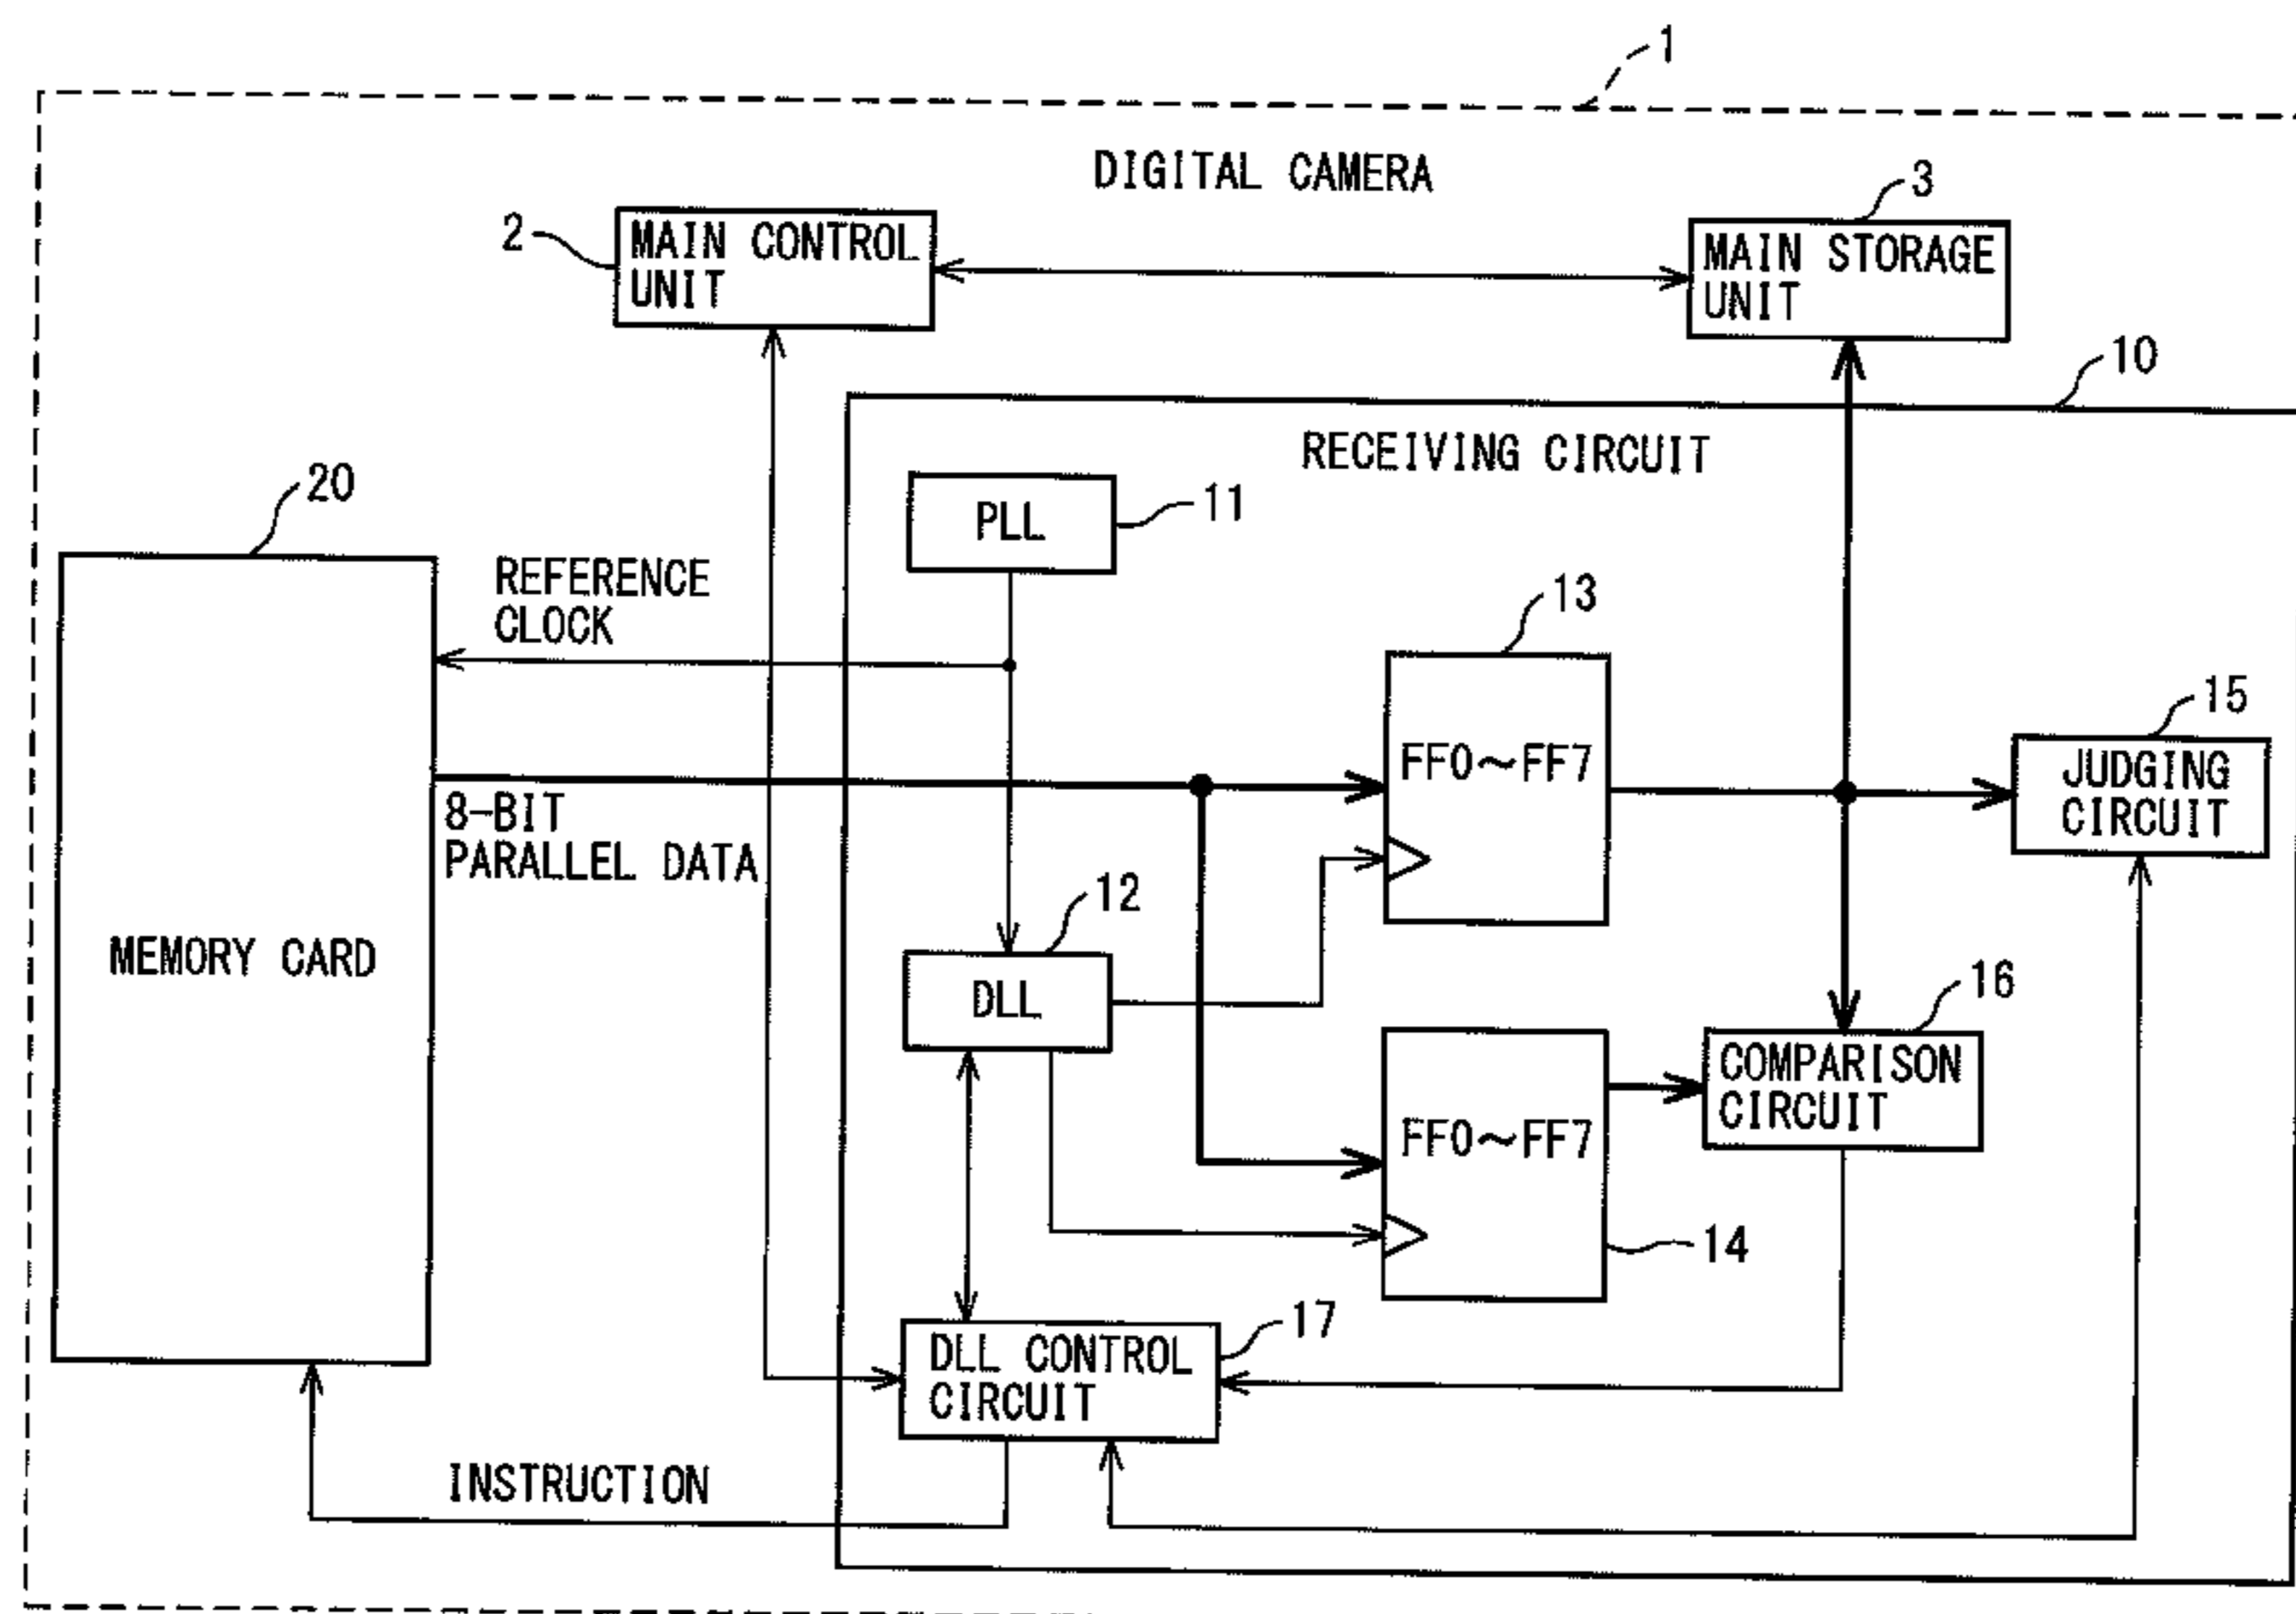 1
DIGITAL CAMERA
2
MAIN CONTROL
UNIT
3
MAIN STORAGE
UNIT
10
RECEIVING CIRCUIT
20
PLL
11
REFERENCE
CLOCK
13
FF0～FF7
15
JUDGING
CIRCUIT
8-BIT
PARALLEL DATA
MEMORY CARD
12
DLL
16
COMPARISON
CIRCUIT
FF0～FF7
14
17
DLL CONTROL
CIRCUIT
INSTRUCTION